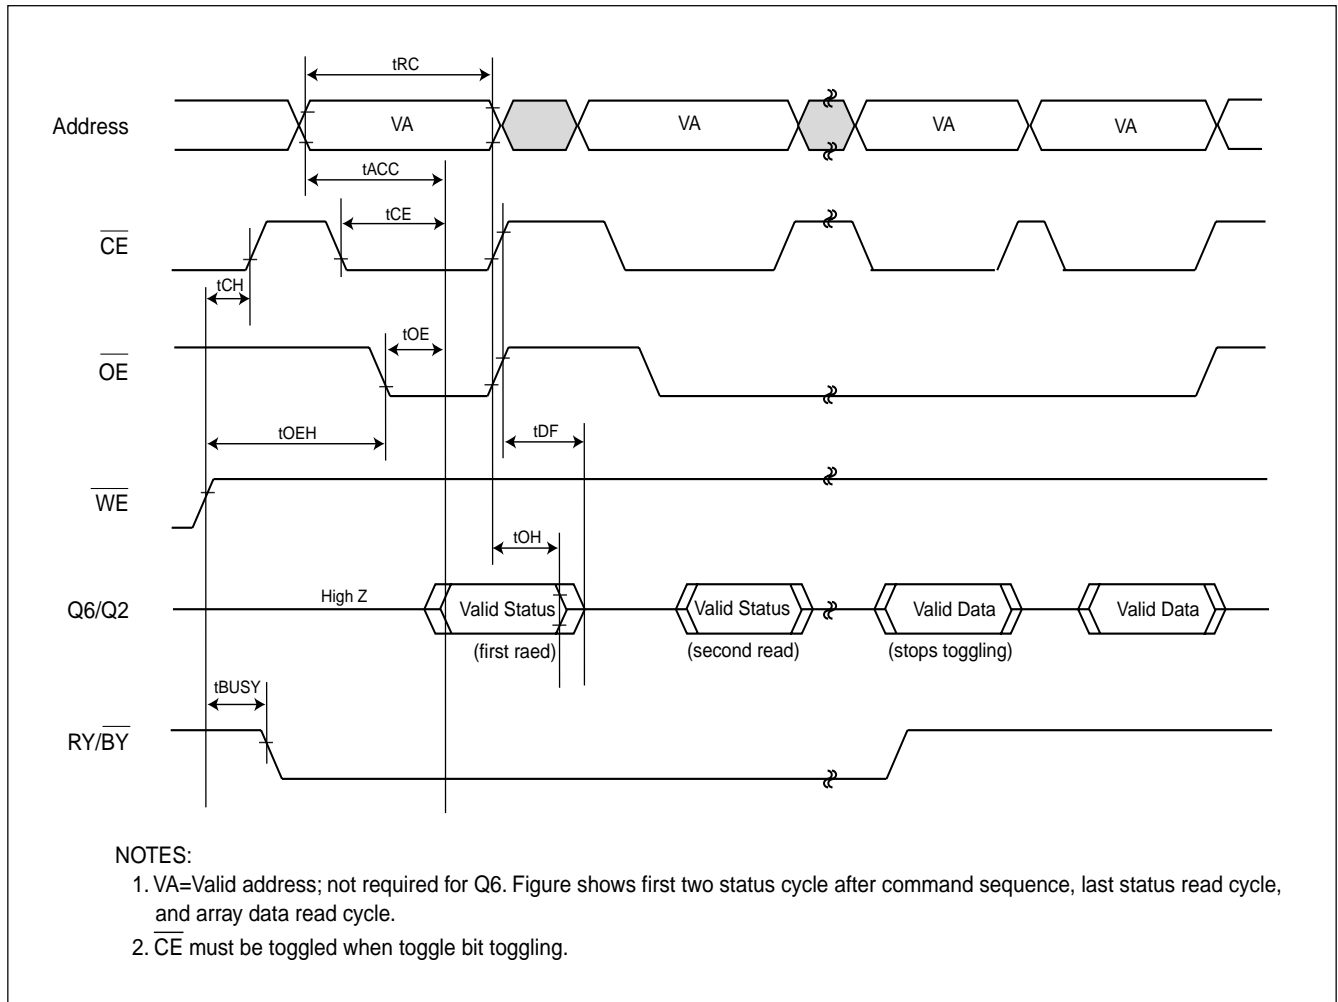 tRC
Address VA VA VA VA
tACC
tCE
CE
tCH
tOE
OE
tOEH
tDF
WE
tOH
High Z
Q6/Q2 Valid Status Valid Status Valid Data Valid Data
(first raed) (second read) (stops toggling)
tBUSY
RY/BY
NOTES:
1. VA=Valid address; not required for Q6. Figure shows first two status cycle after command sequence, last status read cycle,
and array data read cycle.
2. CE must be toggled when toggle bit toggling.